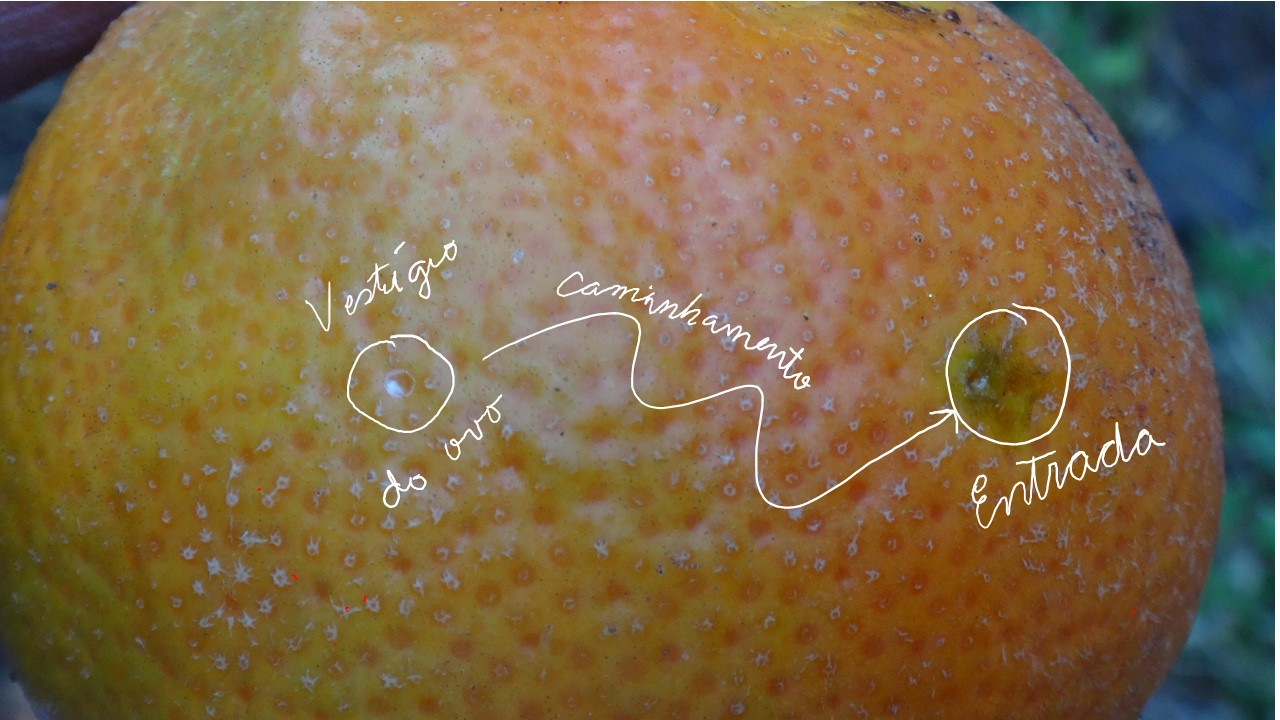 Vestígio
do ovo
Caminhamento
Entrada